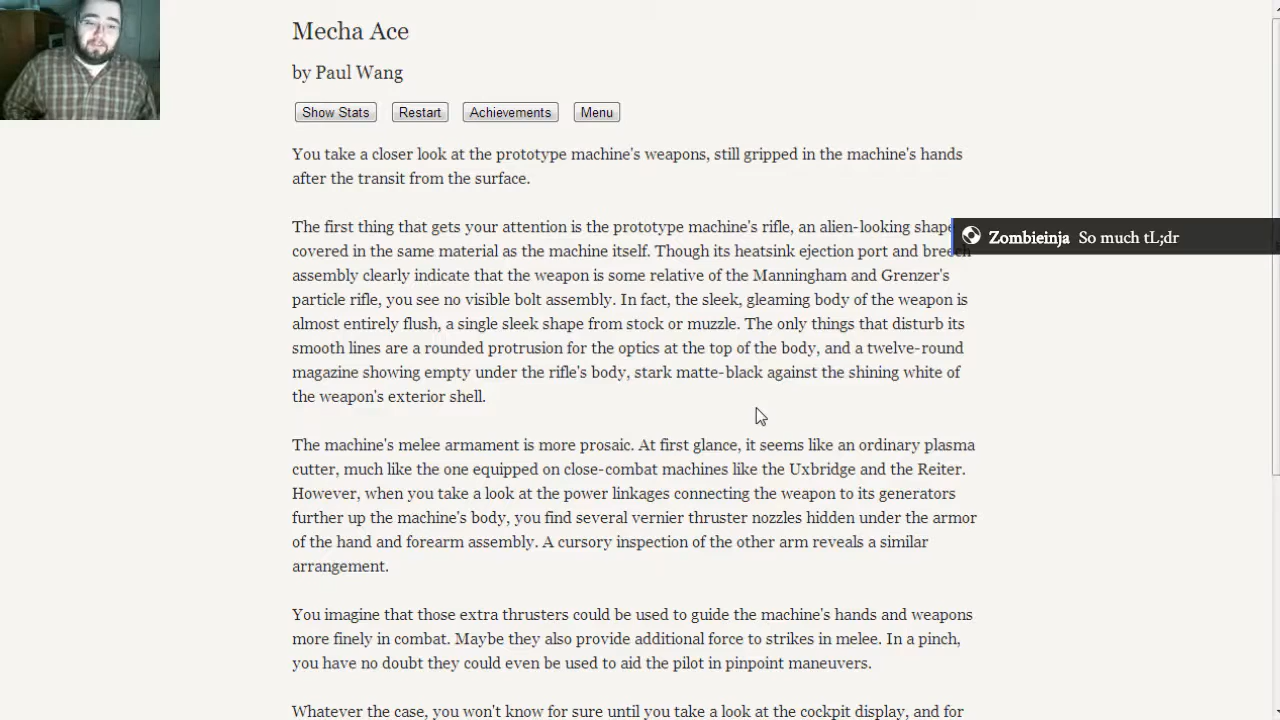 Mecha Ace
by Paul Wang
Show Stats Restart Achievements Menu
You take a closer look at the prototype machine's weapons, still gripped in the machine's hands
after the transit from the surface.
The first thing that gets your attention is the prototype machine's rifle, an alien-looking shape
covered in the same material as the machine itself. Though its heatsink ejection port and breech
assembly clearly indicate that the weapon is some relative of the Manningham and Grenzer's
particle rifle, you see no visible bolt assembly. In fact, the sleek, gleaming body of the weapon is
almost entirely flush, a single sleek shape from stock or muzzle. The only things that disturb its
smooth lines are a rounded protrusion for the optics at the top of the body, and a twelve-round
magazine showing empty under the rifle's body, stark matte-black against the shining white of
the weapon's exterior shell.
Zombieinja So much tL;dr
The machine's melee armament is more prosaic. At first glance, it seems like an ordinary plasma
cutter, much like the one equipped on close-combat machines like the Uxbridge and the Reiter.
However, when you take a look at the power linkages connecting the weapon to its generators
further up the machine's body, you find several vernier thruster nozzles hidden under the armor
of the hand and forearm assembly. A cursory inspection of the other arm reveals a similar
arrangement.
You imagine that those extra thrusters could be used to guide the machine's hands and weapons
more finely in combat. Maybe they also provide additional force to strikes in melee. In a pinch,
you have no doubt they could even be used to aid the pilot in pinpoint maneuvers.
Whatever the case, you won't know for sure until you take a look at the cockpit display, and for